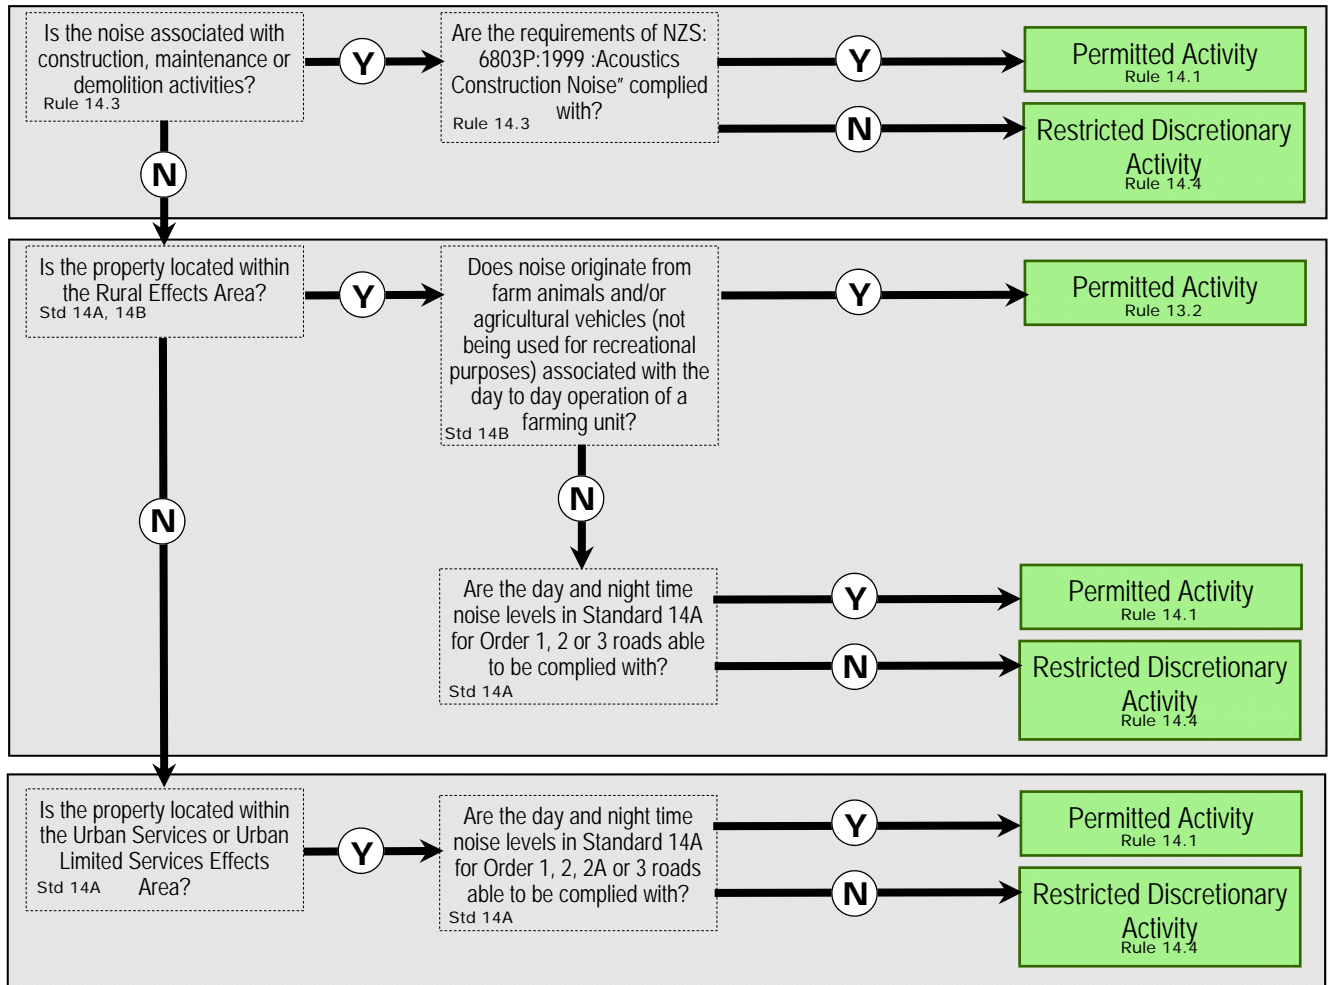 Is the noise associated with
construction, maintenance or
demolition activities?
Rule 14.3
Y
Are the requirements of NZS:
6803P:1999 :Acoustics
Construction Noise" complied
with?
Rule 14.3
Y
Permitted Activity
Rule 14.1
N
Restricted Discretionary
Activity
Rule 14.4
N
Is the property located within
the Rural Effects Area?
Std 14A, 14B
Y
Does noise originate from
farm animals and/or
agricultural vehicles (not
being used for recreational
purposes) associated with the
day to day operation of a
farming unit?
Std 14B
Y
Permitted Activity
Rule 13.2
N
N
Are the day and night time
noise levels in Standard 14A
for Order 1, 2 or 3 roads able
to be complied with?
Std 14A
Y
Permitted Activity
Rule 14.1
N
Restricted Discretionary
Activity
Rule 14.4
Is the property located within
the Urban Services or Urban
Limited Services Effects
Area?
Std 14A
Y
Are the day and night time
noise levels in Standard 14A
for Order 1, 2, 2A or 3 roads
able to be complied with?
Std 14A
Y
Permitted Activity
Rule 14.1
N
Restricted Discretionary
Activity
Rule 14.4